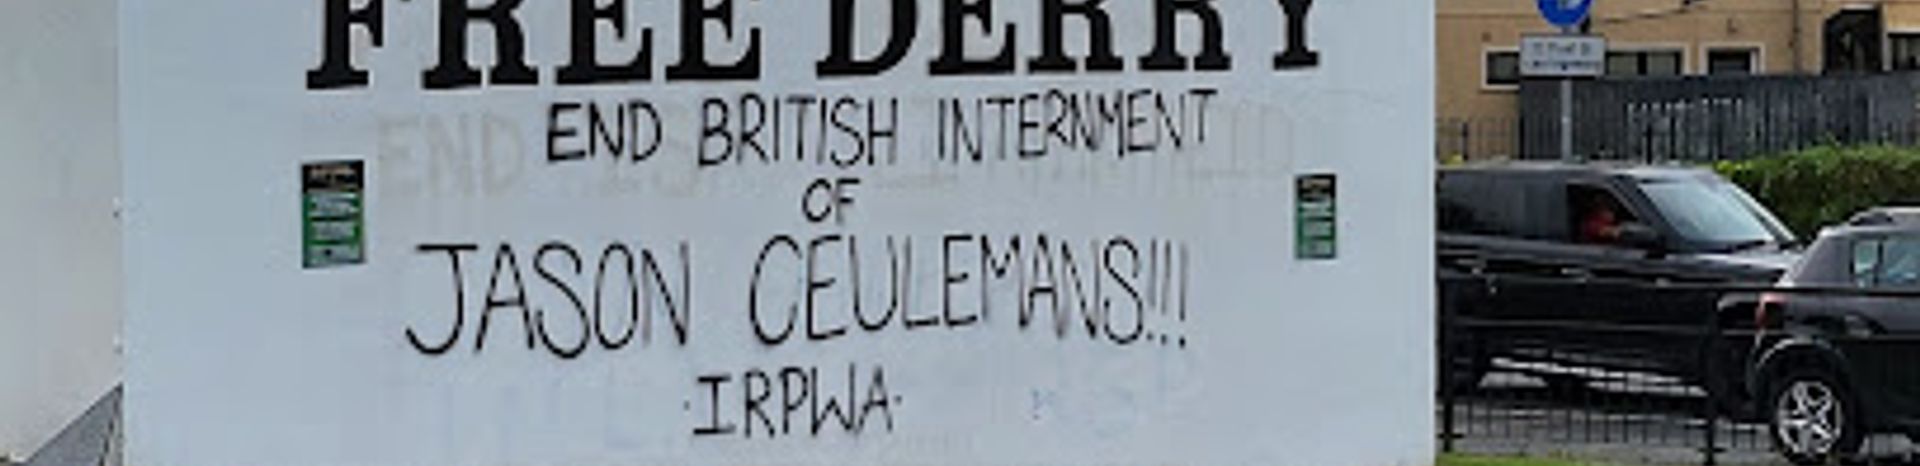 FREE DERRY
END BRITISH INTERNMENT
OF
JASON CEULEMANS!!!
·IRPWA·